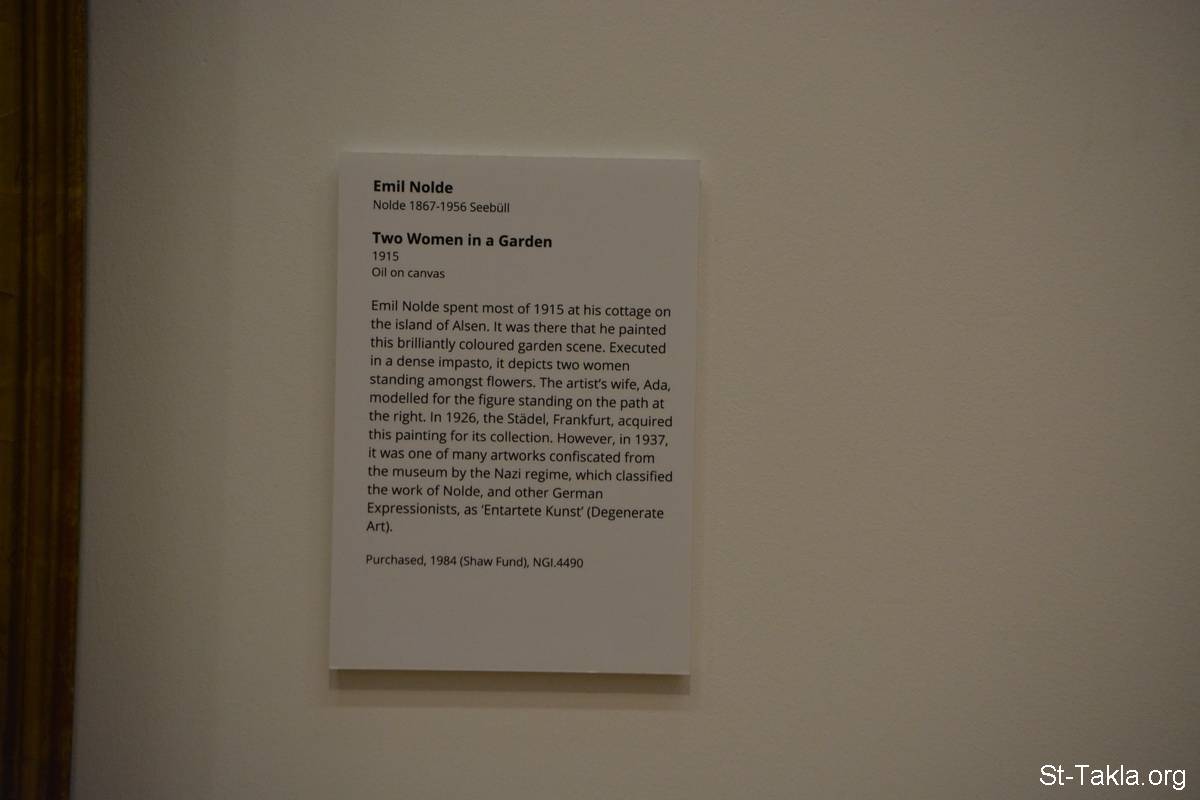 Emil Nolde
Nolde 1867-1956 Seebüll
Two Women in a Garden
1915
Oil on canvas
Emil Nolde spent most of 1915 at his cottage on
the island of Alsen. It was there that he painted
this brilliantly coloured garden scene. Executed
in a dense impasto, it depicts two women
standing amongst flowers. The artist’s wife, Ada,
modelled for the figure standing on the path at
the right. In 1926, the Städel, Frankfurt, acquired
this painting for its collection. However, in 1937,
it was one of many artworks confiscated from
the museum by the Nazi regime, which classified
the work of Nolde, and other German
Expressionists, as ‘Entartete Kunst’ (Degenerate
Art).
Purchased, 1984 (Shaw Fund), NGI.4490
St-Takla.org